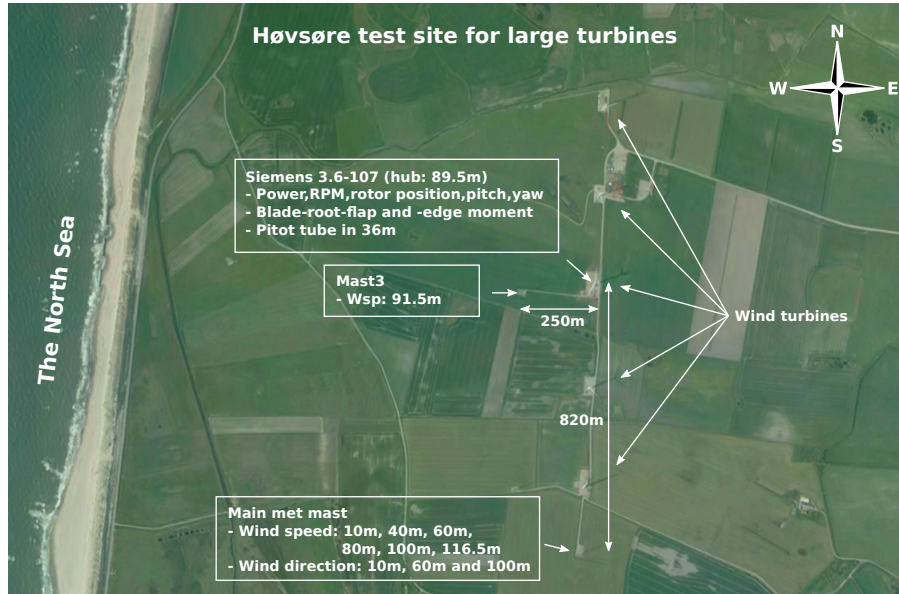 Høvsøre test site for large turbines
N
W
E
S
Siemens 3.6-107 (hub: 89.5m)
- Power,RPM,rotor position,pitch,yaw
- Blade-root-flap and -edge moment
- Pitot tube in 36m
The North Sea
Mast3
- Wsp: 91.5m
250m
Wind turbines
820m
Main met mast
- Wind speed: 10m, 40m, 60m,
80m, 100m, 116.5m
- Wind direction: 10m, 60m and 100m